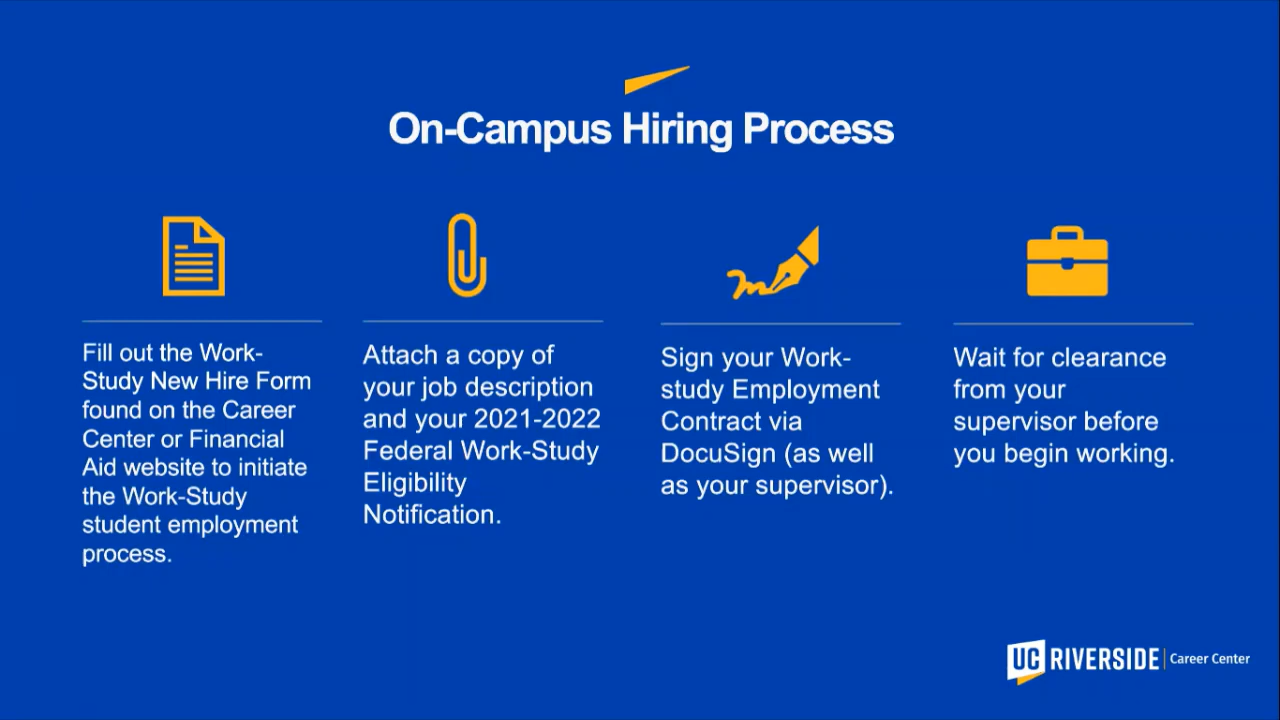 On-Campus Hiring Process
Fill out the Work-
Study New Hire Form
found on the Career
Center or Financial
Aid website to initiate
the Work-Study
student employment
process.
Attach a copy of
your job description
and your 2021-2022
Federal Work-Study
Eligibility
Notification.
Sign your Work-
study Employment
Contract via
DocuSign (as well
as your supervisor).
Wait for clearance
from your
supervisor before
you begin working.
UC RIVERSIDE Career Center